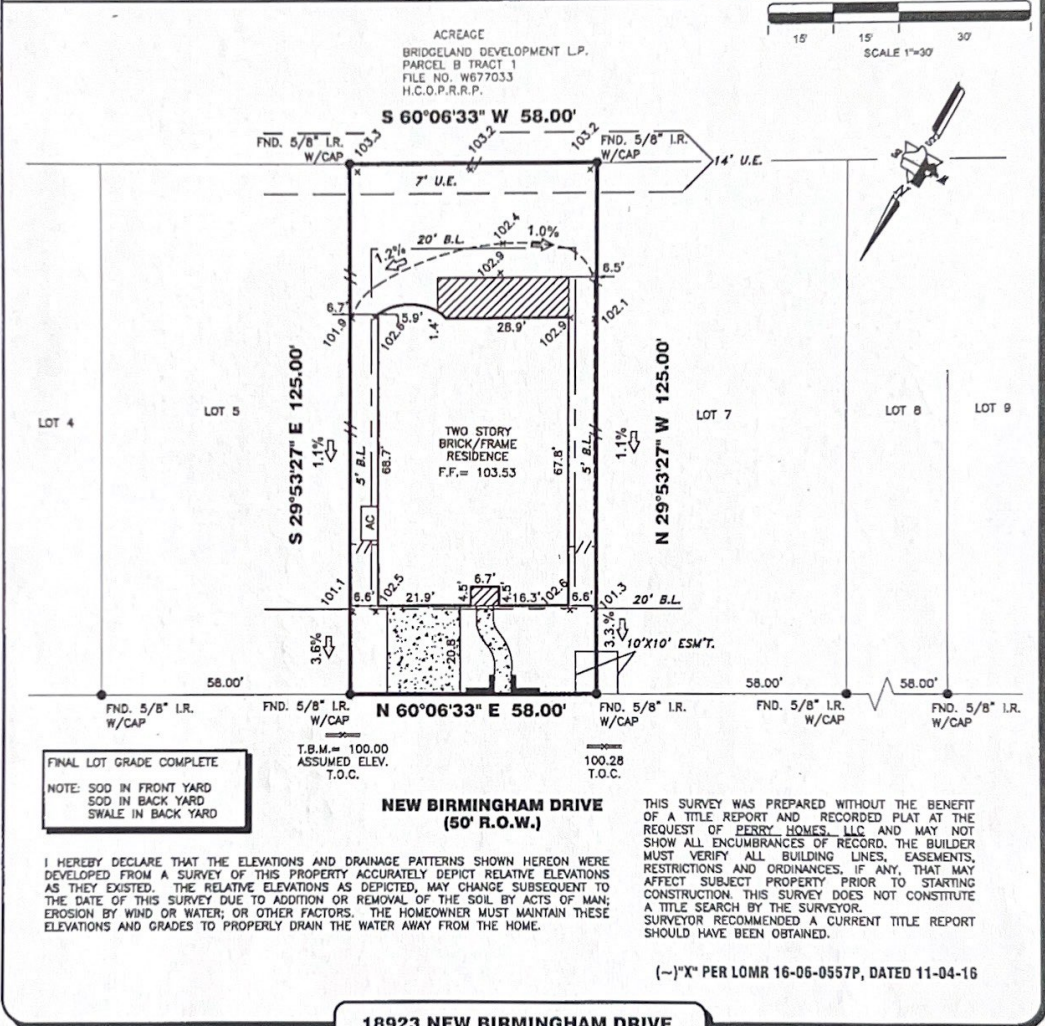 15'
15'
30'
SCALE 1"=30'
ACREAGE
BRIDGELAND DEVELOPMENT L.P.
PARCEL B TRACT 1
FILE NO. W677033
H.C.O.P.R.R.P.
S 60°06'33" W 58.00'
FND. 5/8" I.R.
W/CAP
103.3
103.2
103.2
FND. 5/8" I.R.
W/CAP
14' U.E.
7' U.E.
20' B.L.
102.4
1.0%
1.2%
102.9
6.5'
6.7'
101.9
102.6
5.9'
1.4'
28.9'
102.9
102.1
S 29°53'27" E 125.00'
N 29°53'27" W 125.00'
LOT 4
LOT 5
LOT 7
LOT 8
LOT 9
1.1%
5' B.L.
68.7'
TWO STORY
BRICK/FRAME
RESIDENCE
F.F.= 103.53
67.8'
5' B.L.
1.1%
AC
101.1
6.6'
102.5
21.9'
4.5'
6.7'
4.5'
16.3'
102.6
6.6'
101.3
20' B.L.
3.6%
3.3%
10'X10' ESM'T.
58.00'
58.00'
58.00'
FND. 5/8" I.R.
W/CAP
FND. 5/8" I.R.
W/CAP
N 60°06'33" E 58.00'
FND. 5/8" I.R.
W/CAP
FND. 5/8" I.R.
W/CAP
FND. 5/8" I.R.
W/CAP
T.B.M.= 100.00
ASSUMED ELEV.
T.O.C.
100.28
T.O.C.
FINAL LOT GRADE COMPLETE
NOTE: SOD IN FRONT YARD
SOD IN BACK YARD
SWALE IN BACK YARD
NEW BIRMINGHAM DRIVE
(50' R.O.W.)
I HEREBY DECLARE THAT THE ELEVATIONS AND DRAINAGE PATTERNS SHOWN HEREON WERE
DEVELOPED FROM A SURVEY OF THIS PROPERTY ACCURATELY DEPICT RELATIVE ELEVATIONS
AS THEY EXISTED. THE RELATIVE ELEVATIONS AS DEPICTED, MAY CHANGE SUBSEQUENT TO
THE DATE OF THIS SURVEY DUE TO ADDITION OR REMOVAL OF THE SOIL BY ACTS OF MAN;
EROSION BY WIND OR WATER; OR OTHER FACTORS. THE HOMEOWNER MUST MAINTAIN THESE
ELEVATIONS AND GRADES TO PROPERLY DRAIN THE WATER AWAY FROM THE HOME.
THIS SURVEY WAS PREPARED WITHOUT THE BENEFIT
OF A TITLE REPORT AND RECORDED PLAT AT THE
REQUEST OF PERRY HOMES, LLC AND MAY NOT
SHOW ALL ENCUMBRANCES OF RECORD. THE BUILDER
MUST VERIFY ALL BUILDING LINES, EASEMENTS,
RESTRICTIONS AND ORDINANCES, IF ANY, THAT MAY
AFFECT SUBJECT PROPERTY PRIOR TO STARTING
CONSTRUCTION. THIS SURVEY DOES NOT CONSTITUTE
A TITLE SEARCH BY THE SURVEYOR.
SURVEYOR RECOMMENDED A CURRENT TITLE REPORT
SHOULD HAVE BEEN OBTAINED.
(~)"X" PER LOMR 16-06-0557P, DATED 11-04-16
18923 NEW BIRMINGHAM DRIVE